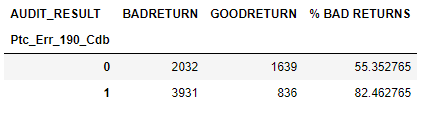 AUDIT_RESULT BADRETURN GOODRETURN % BAD RETURNS
Ptc_Err_190_Cdb
0 2032 1639 55.352765
1 3931 836 82.462765